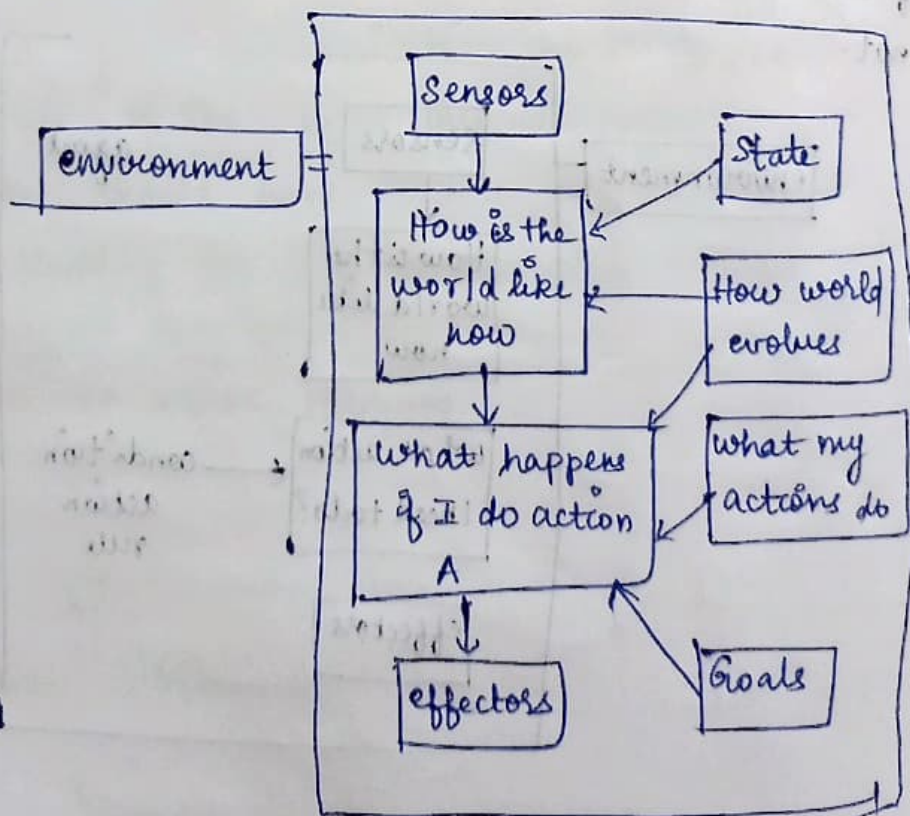 Sensors
environment
State
How is the
world like
now
How world
evolves
What happens
if I do action
A
what my
actions do
effectors
Goals